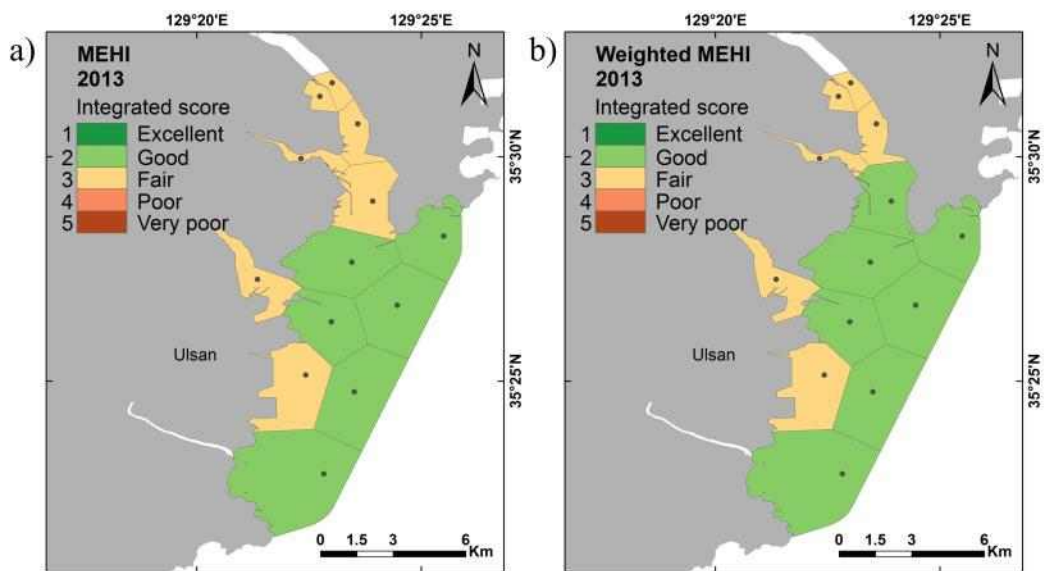 129°20'E
129°25'E
a)
MEHI
2013
N
Integrated score
1 Excellent
2 Good
3 Fair
4 Poor
5 Very poor
35°30'N
35°25'N
Ulsan
0 1.5 3 6
Km
129°20'E
129°25'E
b)
Weighted MEHI
2013
N
Integrated score
1 Excellent
2 Good
3 Fair
4 Poor
5 Very poor
35°30'N
35°25'N
Ulsan
0 1.5 3 6
Km